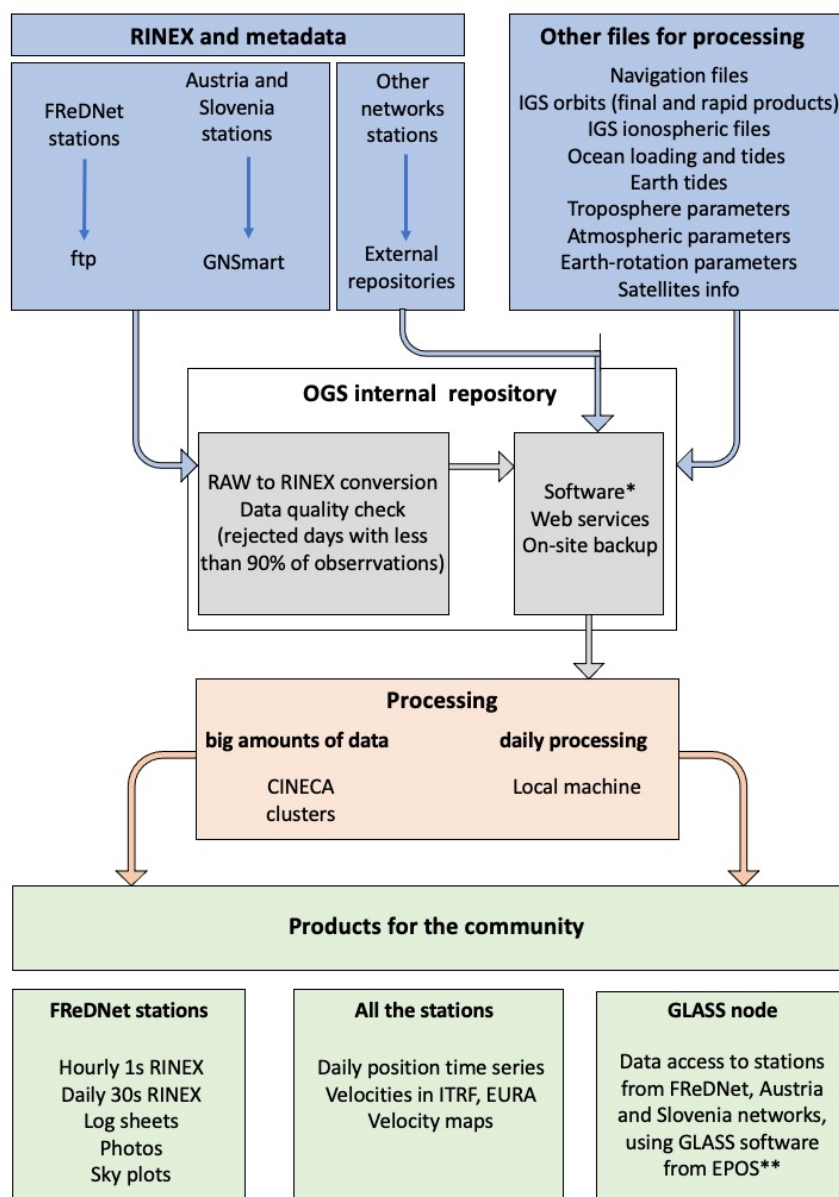 RINEX and metadata
FReDNet
stations
ftp
Austria and
Slovenia
stations
GNSmart
Other
networks
stations
External
repositories
Other files for processing
Navigation files
IGS orbits (final and rapid products)
IGS ionospheric files
Ocean loading and tides
Earth tides
Troposphere parameters
Atmospheric parameters
Earth-rotation parameters
Satellites info
OGS internal repository
RAW to RINEX conversion
Data quality check
(rejected days with less
than 90% of obserrvations)
Software*
Web services
On-site backup
Processing
big amounts of data
CINECA
clusters
daily processing
Local machine
Products for the community
FReDNet stations
Hourly 1s RINEX
Daily 30s RINEX
Log sheets
Photos
Sky plots
All the stations
Daily position time series
Velocities in ITRF, EURA
Velocity maps
GLASS node
Data access to stations
from FReDNet, Austria
and Slovenia networks,
using GLASS software
from EPOS**